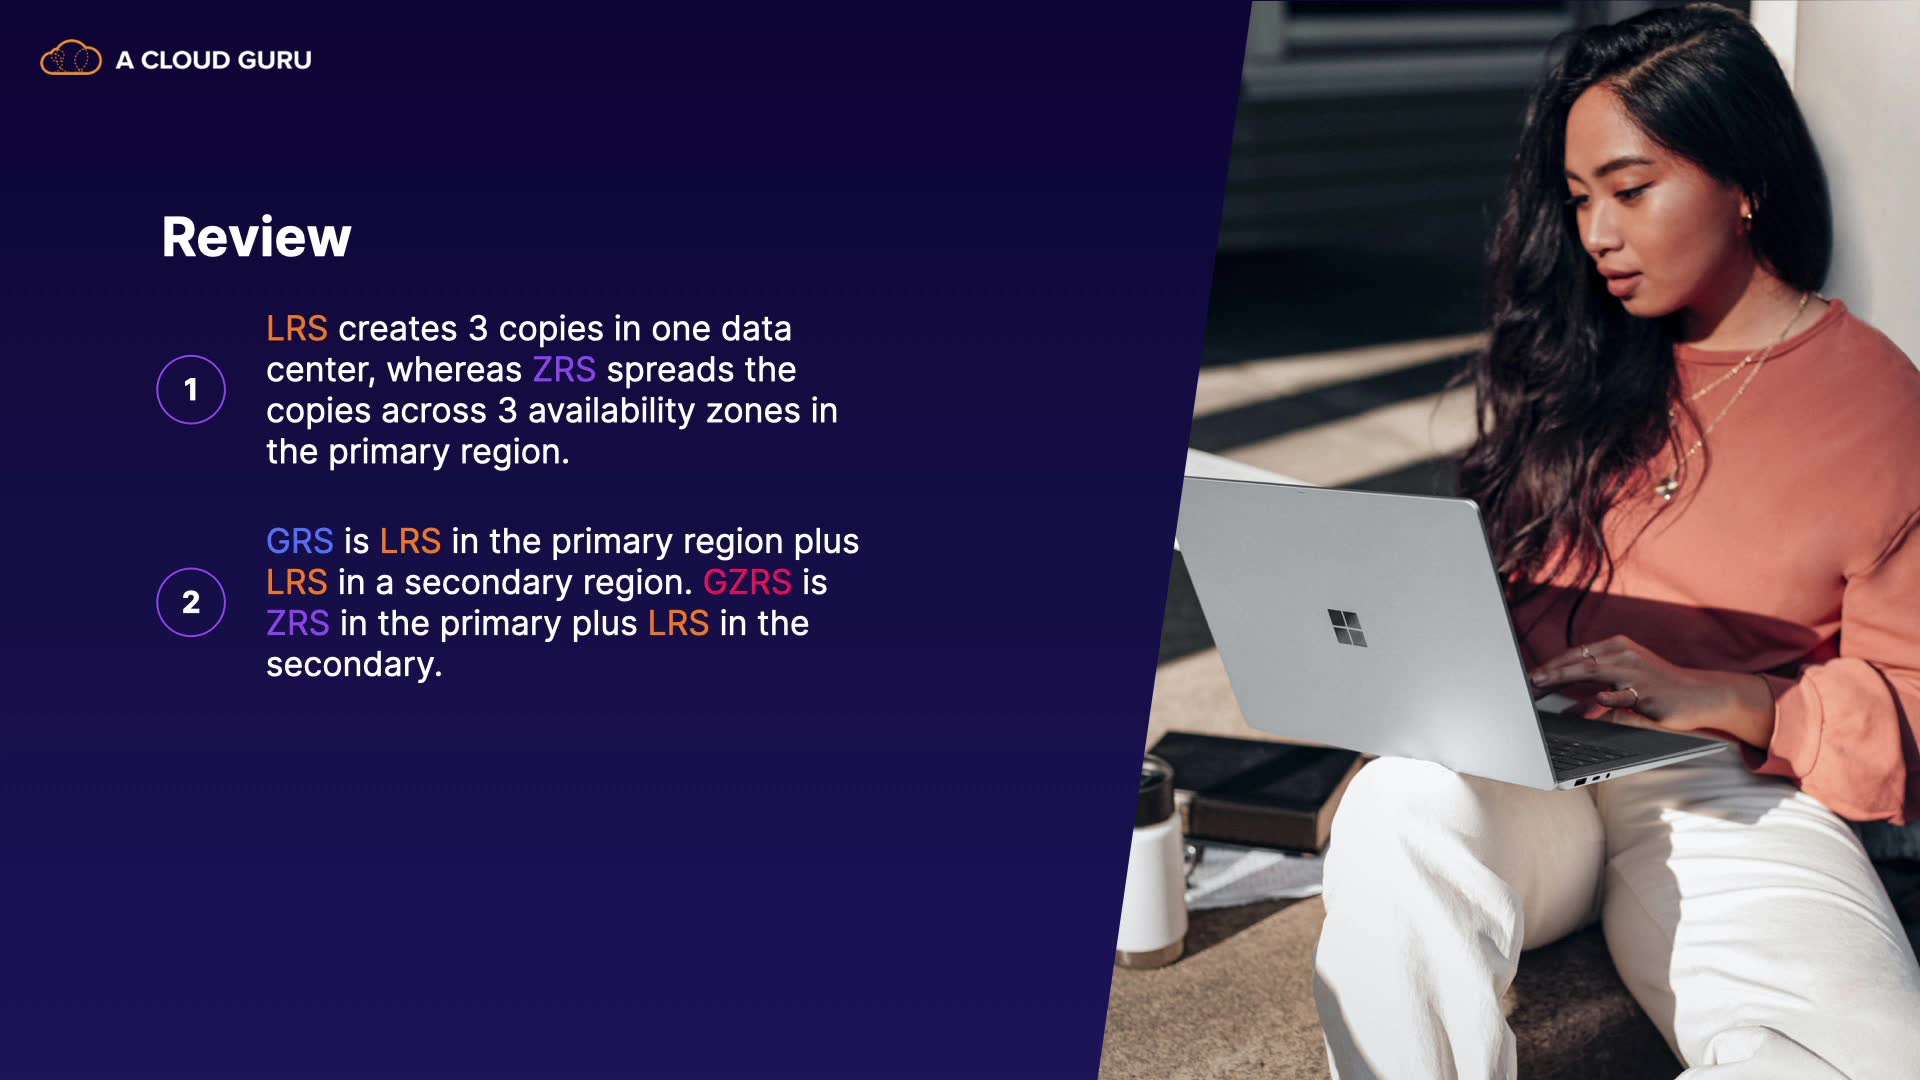 A CLOUD GURU
Review
1
LRS creates 3 copies in one data
center, whereas ZRS spreads the
copies across 3 availability zones in
the primary region.
2
GRS is LRS in the primary region plus
LRS in a secondary region. GZRS is
ZRS in the primary plus LRS in the
secondary.